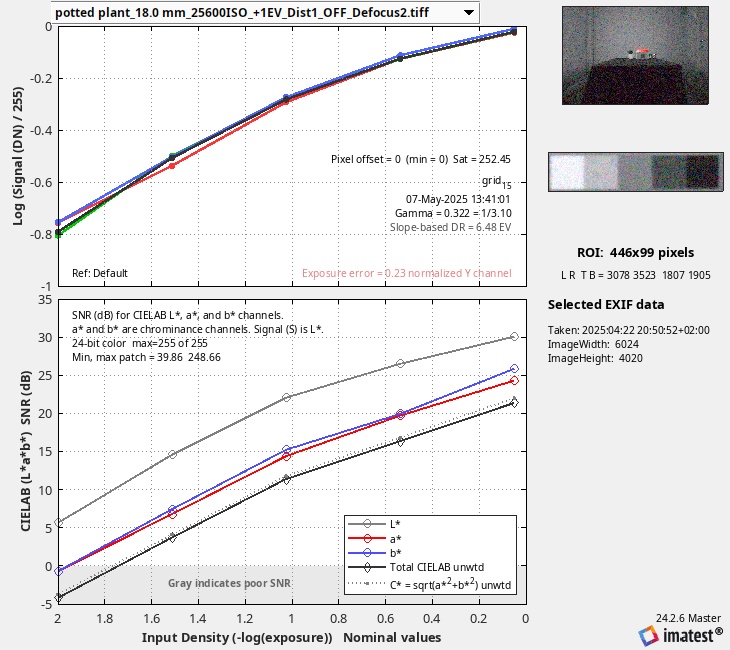 potted plant_18.0 mm_25600ISO_+1EV_Dist1_OFF_Defocus2.tiff
0
-0.2
-0.4
-0.6
-0.8
-1
Log (Signal (DN) / 255)
Pixel offset = 0 (min = 0) Sat = 252.45
grid_15
07-May-2025 13:41:01
Gamma = 0.322 = 1/3.10
Slope-based DR = 6.48 EV
Ref: Default
Exposure error = 0.23 normalized Y channel
ROI: 446x99 pixels
L R T B = 3078 3523 1807 1905
Selected EXIF data
Taken: 2025:04:22 20:50:52+02:00
ImageWidth: 6024
ImageHeight: 4020
35
30
25
20
15
10
5
0
-5
CIELAB (L*a*b*) SNR (dB)
SNR (dB) for CIELAB L*, a*, and b* channels.
a* and b* are chrominance channels. Signal (S) is L*.
24-bit color max=255 of 255
Min, max patch = 39.86 248.66
L*
a*
b*
Total CIELAB unwtd
C* = sqrt(a*2+b*2) unwtd
Gray indicates poor SNR
2 1.8 1.6 1.4 1.2 1 0.8 0.6 0.4 0.2 0
Input Density (-log(exposure)) Nominal values
24.2.6 Master
imatest®